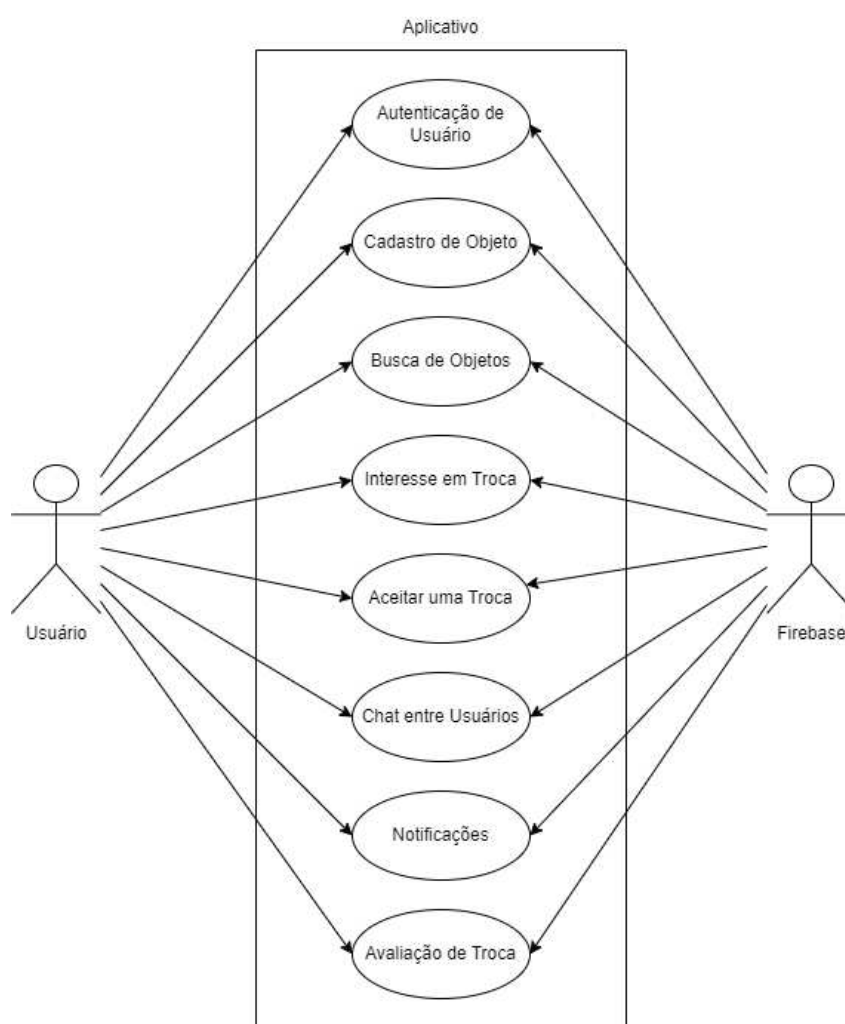 Aplicativo
Autenticação de
Usuário
Cadastro de Objeto
Busca de Objetos
Interesse em Troca
Aceitar uma Troca
Usuário
Firebase
Chat entre Usuários
Notificações
Avaliação de Troca